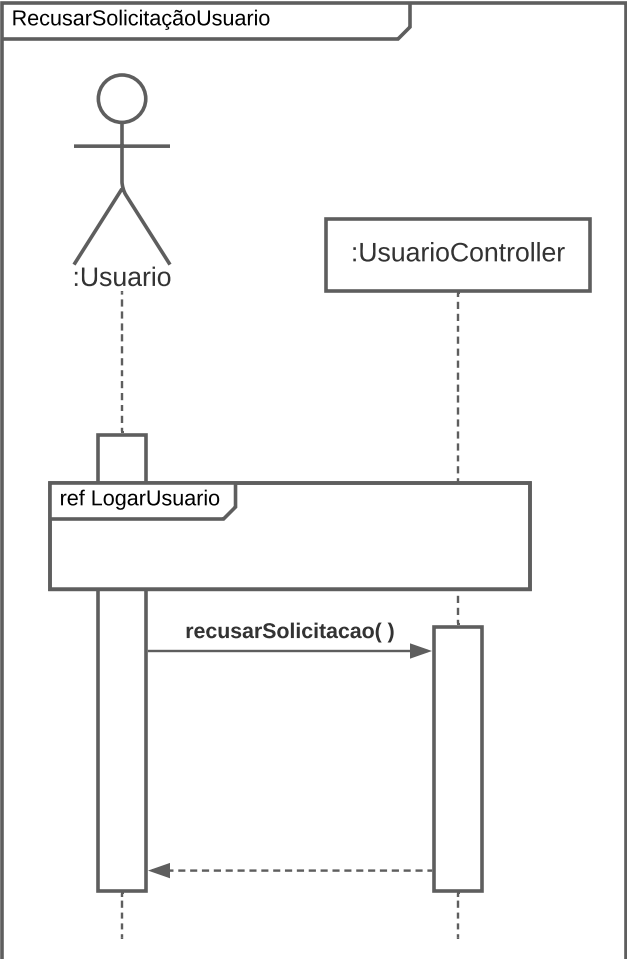 RecusarSolicitaçãoUsuario
:Usuario
:UsuarioController
ref LogarUsuario
recusarSolicitacao( )